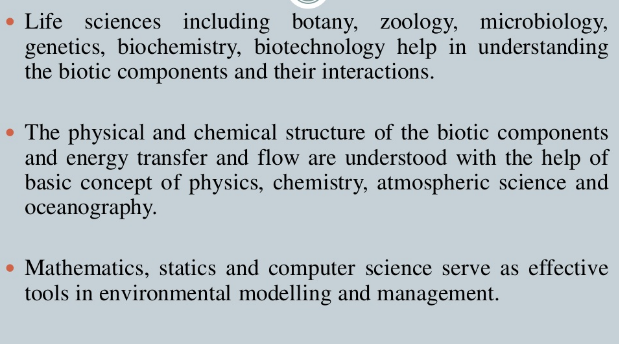 • Life sciences including botany, zoology, microbiology,
genetics, biochemistry, biotechnology help in understanding
the biotic components and their interactions.
• The physical and chemical structure of the biotic components
and energy transfer and flow are understood with the help of
basic concept of physics, chemistry, atmospheric science and
oceanography.
• Mathematics, statics and computer science serve as effective
tools in environmental modelling and management.